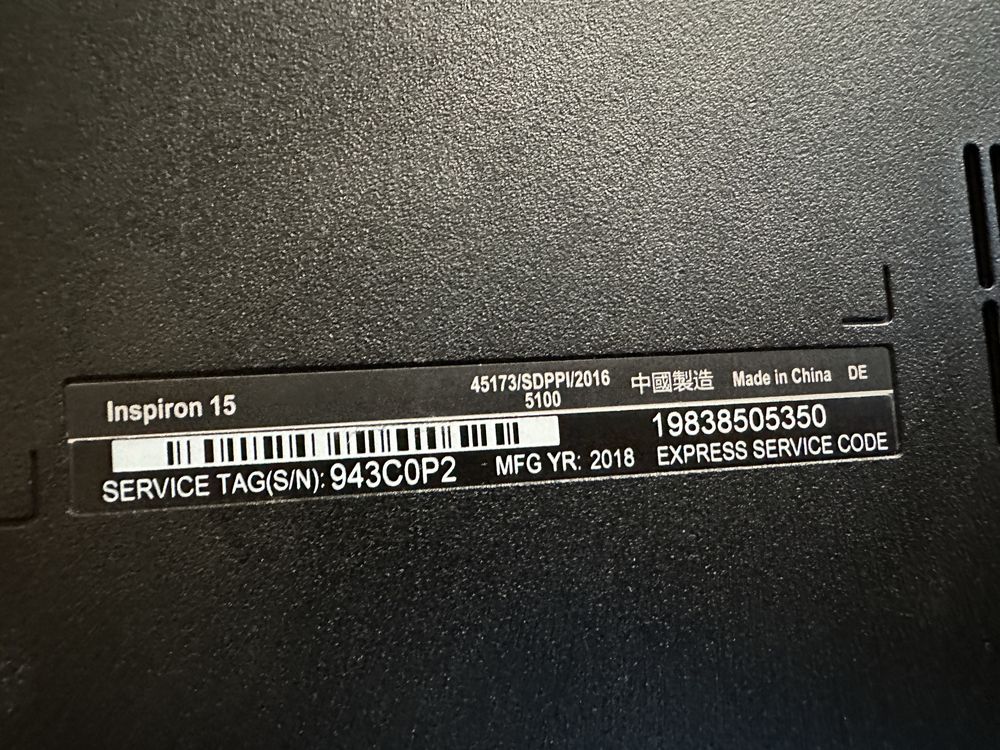 Inspiron 15
45173/SDPPI/2016
5100
中國製造 Made in China DE
19838505350
SERVICE TAG(S/N): 943C0P2
MFG YR: 2018
EXPRESS SERVICE CODE